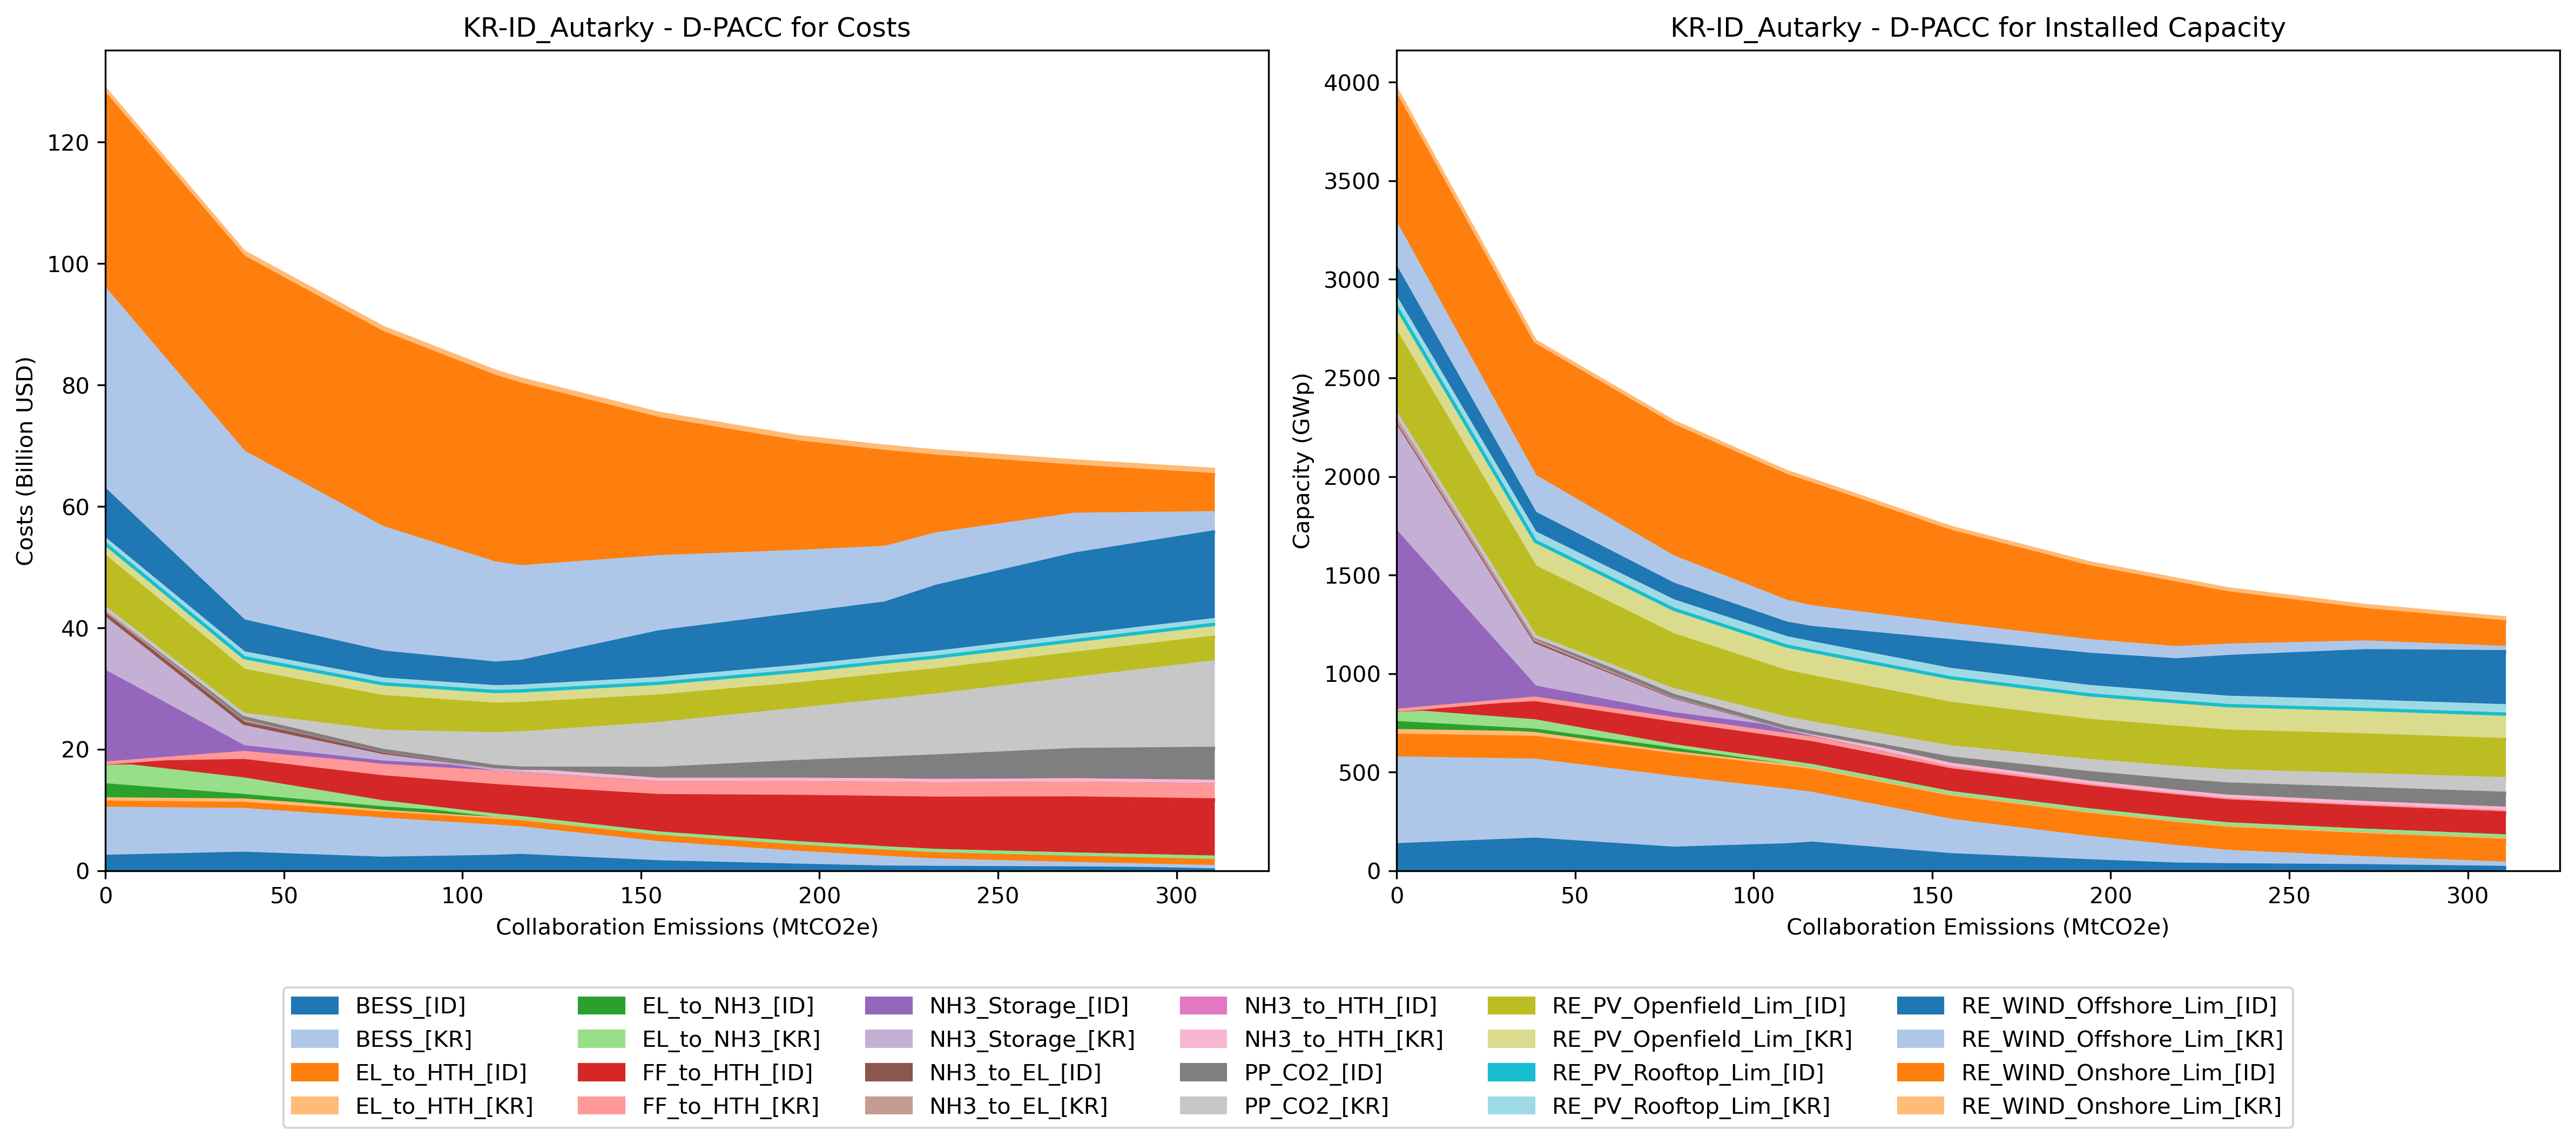 KR-ID_Autarky - D-PACC for Costs
Costs (Billion USD)
120
100
80
60
40
20
0
0 50 100 150 200 250 300
Collaboration Emissions (MtCO2e)
KR-ID_Autarky - D-PACC for Installed Capacity
Capacity (GWp)
4000
3500
3000
2500
2000
1500
1000
500
0
0 50 100 150 200 250 300
Collaboration Emissions (MtCO2e)
BESS_[ID]
BESS_[KR]
EL_to_HTH_[ID]
EL_to_HTH_[KR]
EL_to_NH3_[ID]
EL_to_NH3_[KR]
FF_to_HTH_[ID]
FF_to_HTH_[KR]
NH3_Storage_[ID]
NH3_Storage_[KR]
NH3_to_EL_[ID]
NH3_to_EL_[KR]
NH3_to_HTH_[ID]
NH3_to_HTH_[KR]
PP_CO2_[ID]
PP_CO2_[KR]
RE_PV_Openfield_Lim_[ID]
RE_PV_Openfield_Lim_[KR]
RE_PV_Rooftop_Lim_[ID]
RE_PV_Rooftop_Lim_[KR]
RE_WIND_Offshore_Lim_[ID]
RE_WIND_Offshore_Lim_[KR]
RE_WIND_Onshore_Lim_[ID]
RE_WIND_Onshore_Lim_[KR]